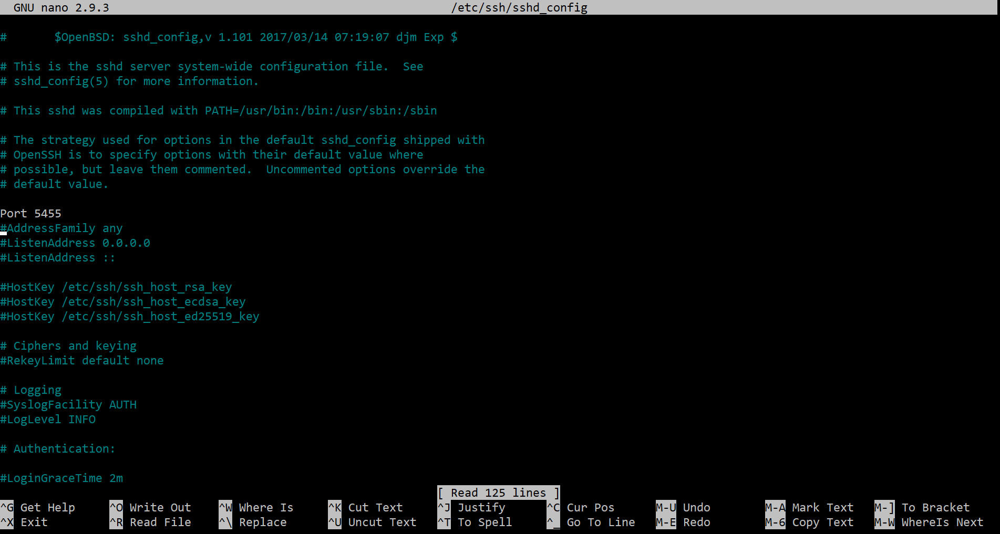 GNU nano 2.9.3 /etc/ssh/sshd_config
# $OpenBSD: sshd_config,v 1.101 2017/03/14 07:19:07 djm Exp $
# This is the sshd server system-wide configuration file. See
# sshd_config(5) for more information.
# This sshd was compiled with PATH=/usr/bin:/bin:/usr/sbin:/sbin
# The strategy used for options in the default sshd_config shipped with
# OpenSSH is to specify options with their default value where
# possible, but leave them commented. Uncommented options override the
# default value.
Port 5455
#AddressFamily any
#ListenAddress 0.0.0.0
#ListenAddress ::
#HostKey /etc/ssh/ssh_host_rsa_key
#HostKey /etc/ssh/ssh_host_ecdsa_key
#HostKey /etc/ssh/ssh_host_ed25519_key
# Ciphers and keying
#RekeyLimit default none
# Logging
#SyslogFacility AUTH
#LogLevel INFO
# Authentication:
#LoginGraceTime 2m
[ Read 125 lines ]
^G Get Help ^O Write Out ^W Where Is ^K Cut Text ^J Justify ^C Cur Pos M-U Undo M-A Mark Text M-] To Bracket
^X Exit ^R Read File ^\ Replace ^U Uncut Text ^T To Spell ^_ Go To Line M-E Redo M-6 Copy Text M-W WhereIs Next